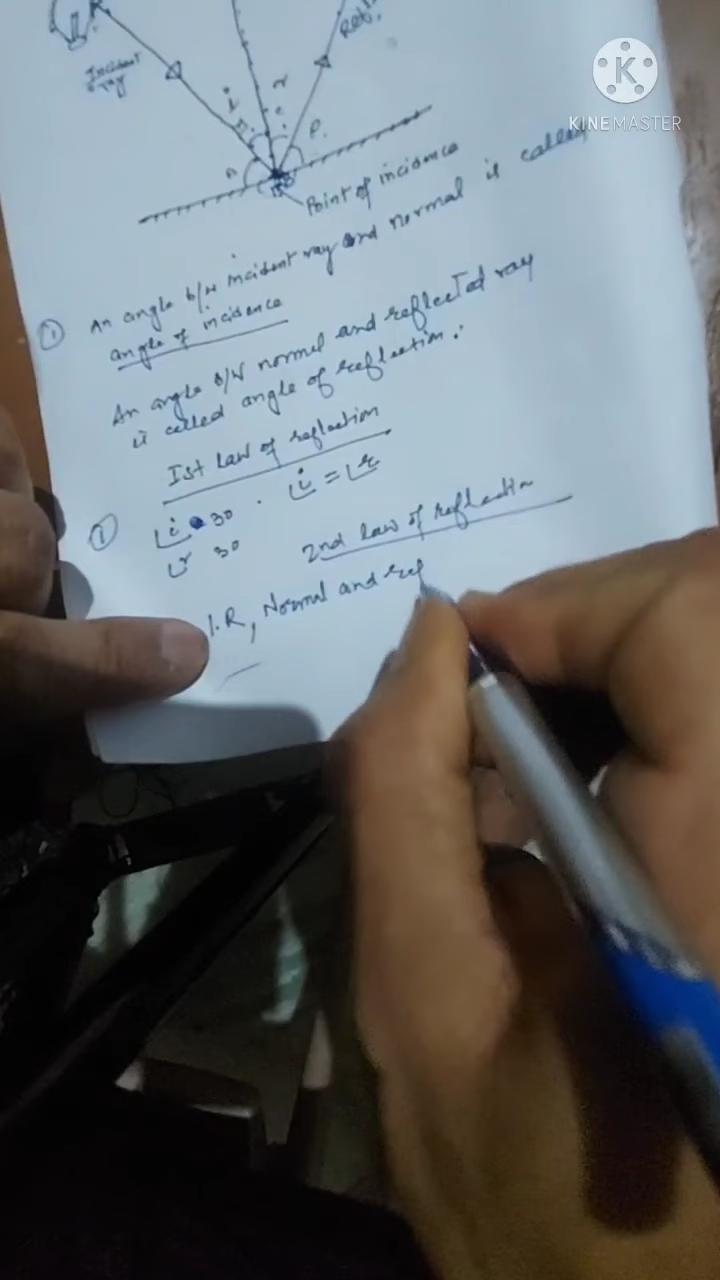 K
KINEMASTER
Incident
ray
Ref.
i r
Point of incidence
① An angle b/w incident ray and normal is called
angle of incidence
An angle b/w normal and reflected ray
is called angle of reflection.
Ist Law of reflection
① ∠i 30 . ∠i = ∠r
∠r 30
2nd law of reflection
I.R, Normal and ref